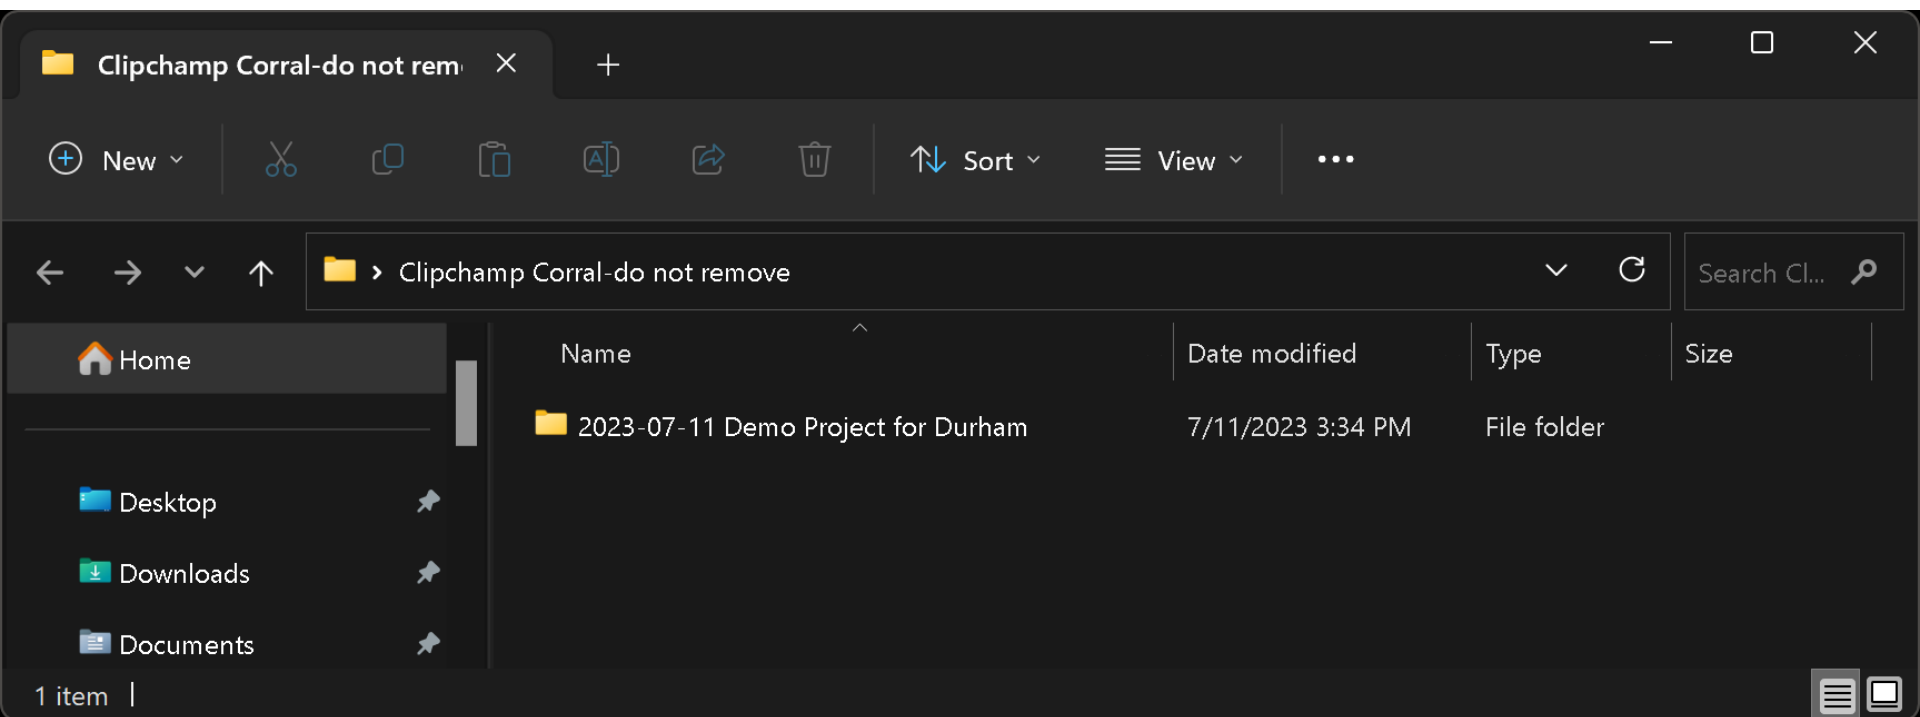 Clipchamp Corral-do not rem
New
Sort
View
Clipchamp Corral-do not remove
Search Cl...
Home
Name
Date modified
Type
Size
2023-07-11 Demo Project for Durham
7/11/2023 3:34 PM
File folder
Desktop
Downloads
Documents
1 item